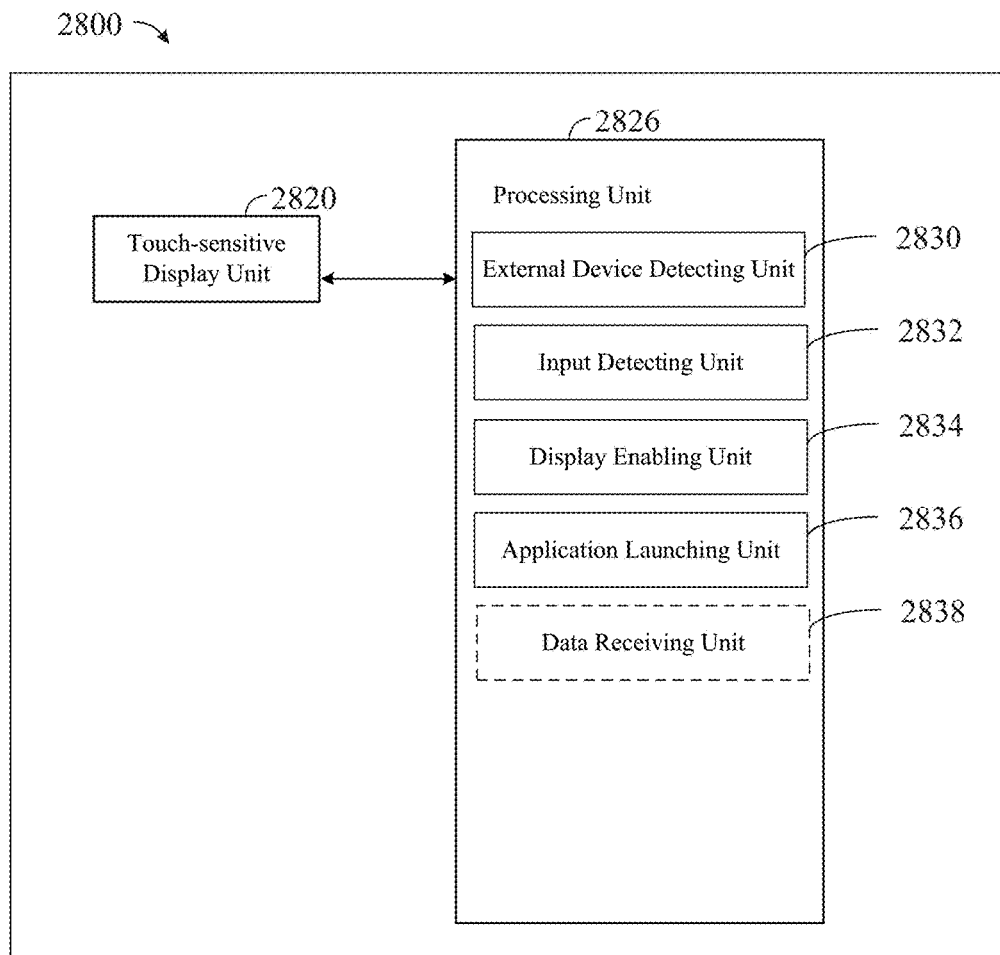 2800
2826
Processing Unit
2820
Touch-sensitive
Display Unit
2830
External Device Detecting Unit
2832
Input Detecting Unit
2834
Display Enabling Unit
2836
Application Launching Unit
2838
Data Receiving Unit